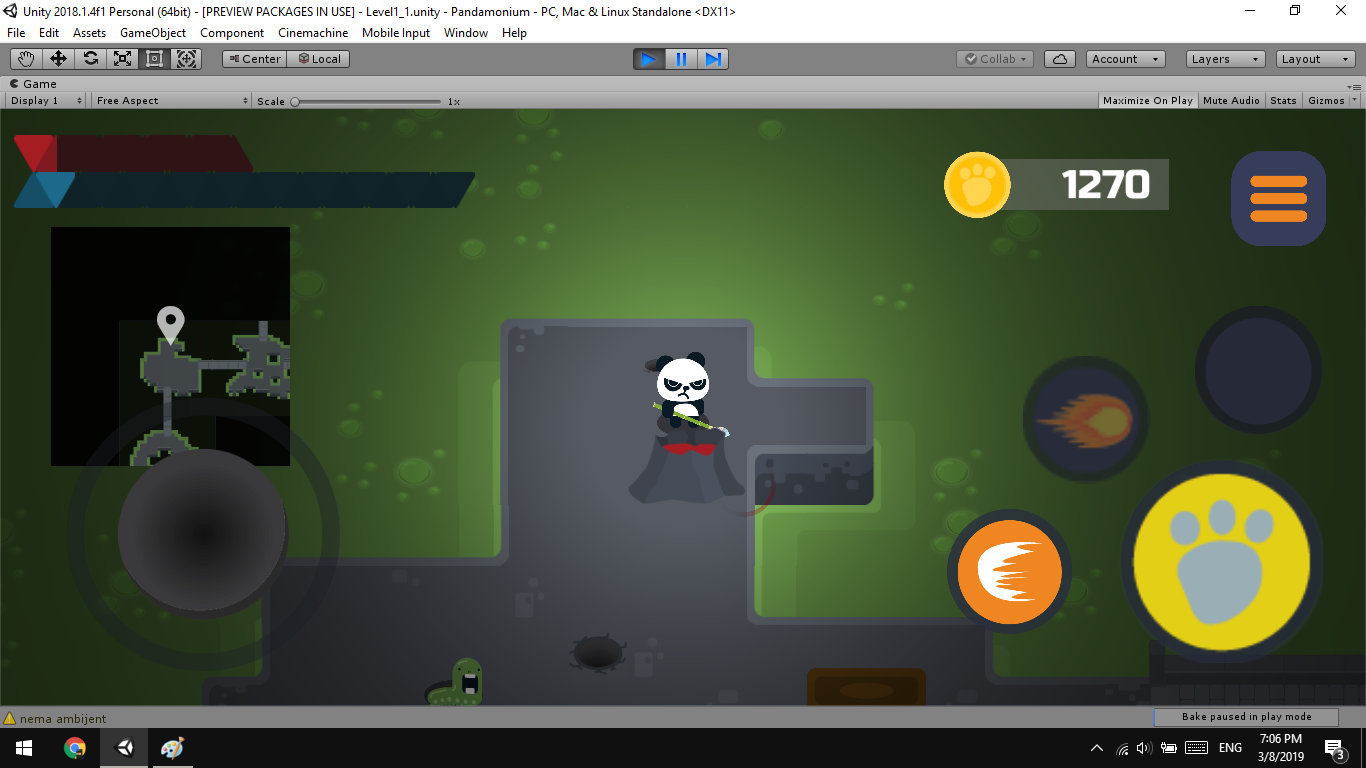 Unity 2018.1.4f1 Personal (64bit) - [PREVIEW PACKAGES IN USE] - Level1_1.unity - Pandamonium - PC, Mac & Linux Standalone <DX11>
File Edit Assets GameObject Component Cinemachine Mobile Input Window Help
Center Local Collab Account Layers Layout
Game
Display 1 Free Aspect Scale 1x Maximize On Play Mute Audio Stats Gizmos
1270
nema ambijent Bake paused in play mode
ENG 7:06 PM
3/8/2019
3